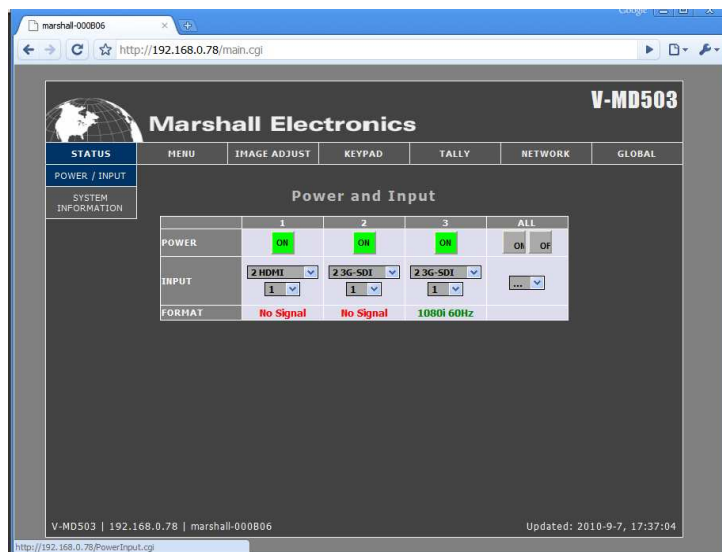 Google
marshall-000B06
http://192.168.0.78/main.cgi
V-MD503
Marshall Electronics
STATUS MENU IMAGE ADJUST KEYPAD TALLY NETWORK GLOBAL
POWER / INPUT
SYSTEM
INFORMATION
Power and Input
1 2 3 ALL
POWER ON ON ON ON OF
INPUT 2 HDMI 2 3G-SDI 2 3G-SDI
1 1 1 ...
FORMAT No Signal No Signal 1080i 60Hz
V-MD503 | 192.168.0.78 | marshall-000B06 Updated: 2010-9-7, 17:37:04
http://192.168.0.78/PowerInput.cgi